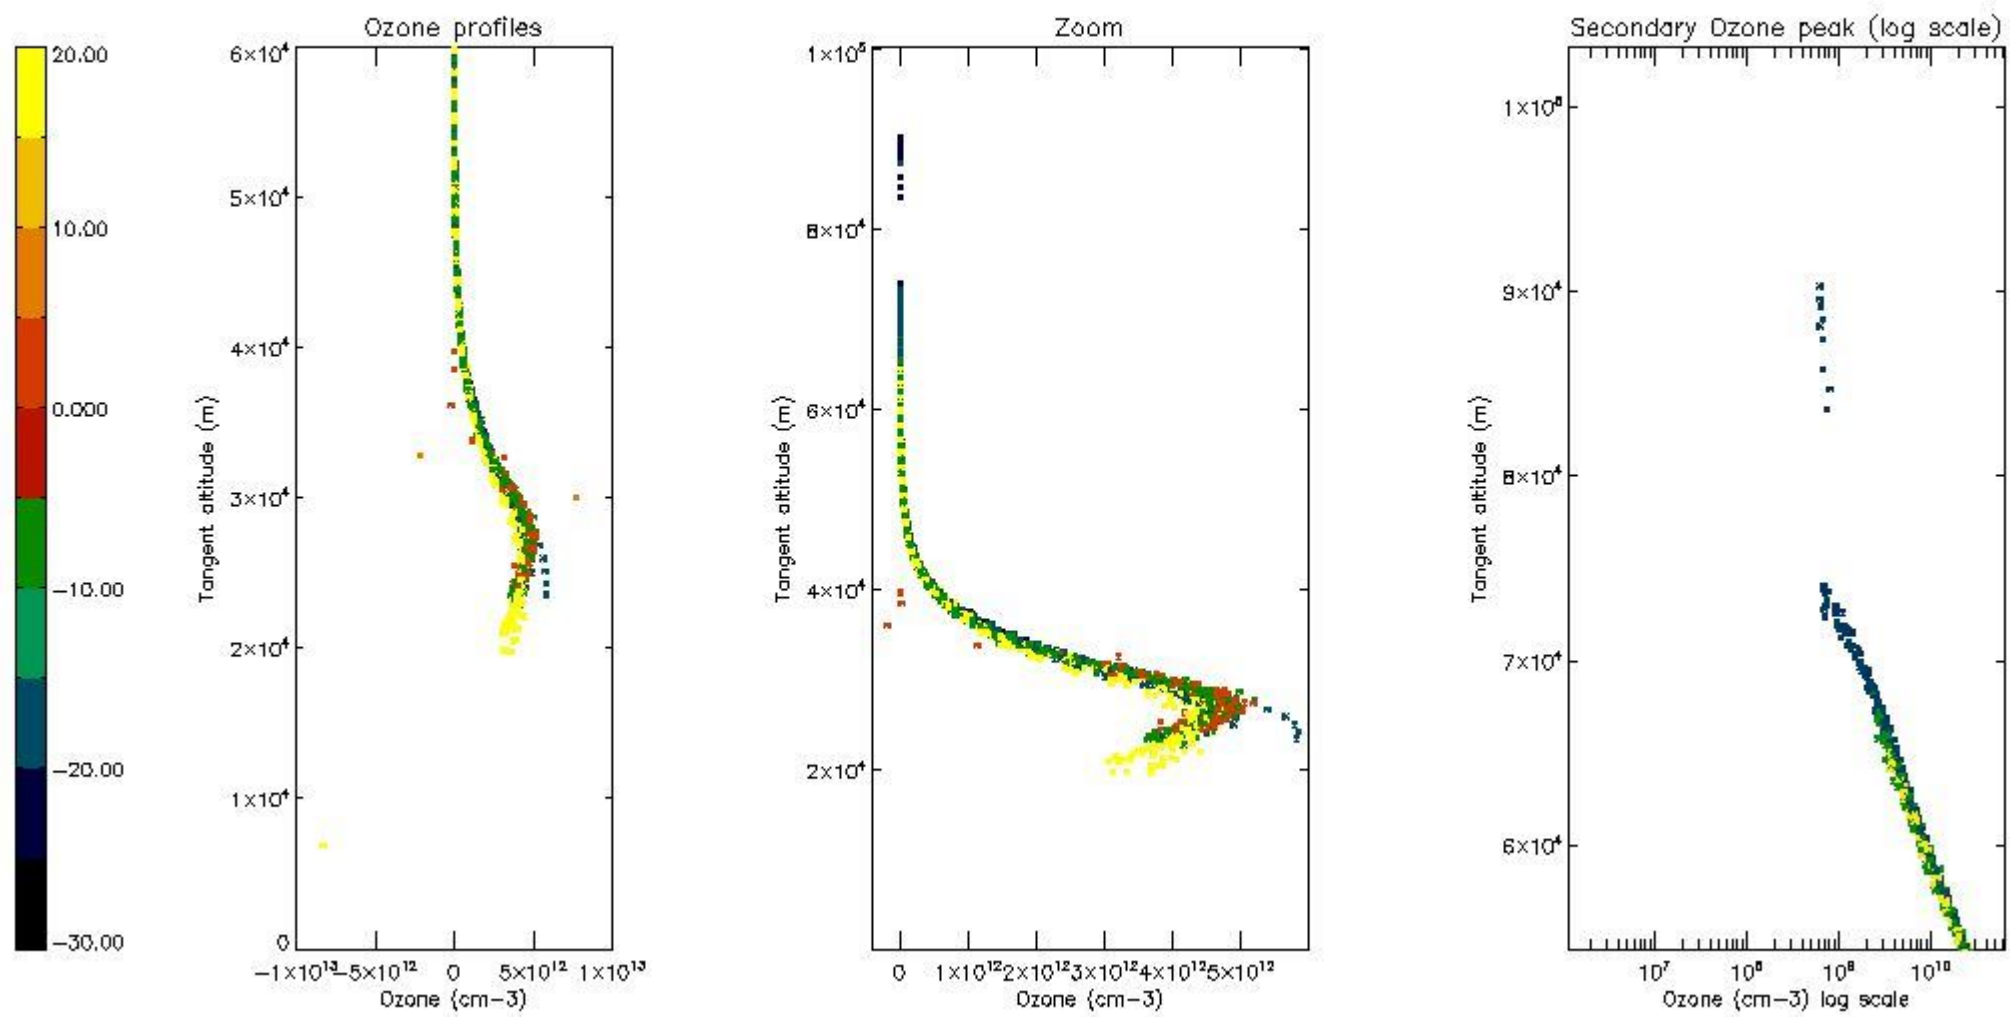 20.00
10.00
0.000
−10.00
−20.00
−30.00
Ozone profiles
6×10⁴
5×10⁴
4×10⁴
3×10⁴
2×10⁴
1×10⁴
0
Tangent altitude (m)
−1×10¹³ −5×10¹² 0 5×10¹² 1×10¹³
Ozone (cm−3)
Zoom
1×10⁵
8×10⁴
6×10⁴
4×10⁴
2×10⁴
Tangent altitude (m)
0 1×10¹² 2×10¹² 3×10¹² 4×10¹² 5×10¹²
Ozone (cm−3)
Secondary Ozone peak (log scale)
1×10⁵
9×10⁴
8×10⁴
7×10⁴
6×10⁴
Tangent altitude (m)
10⁷ 10⁸ 10⁹ 10¹⁰
Ozone (cm−3) log scale